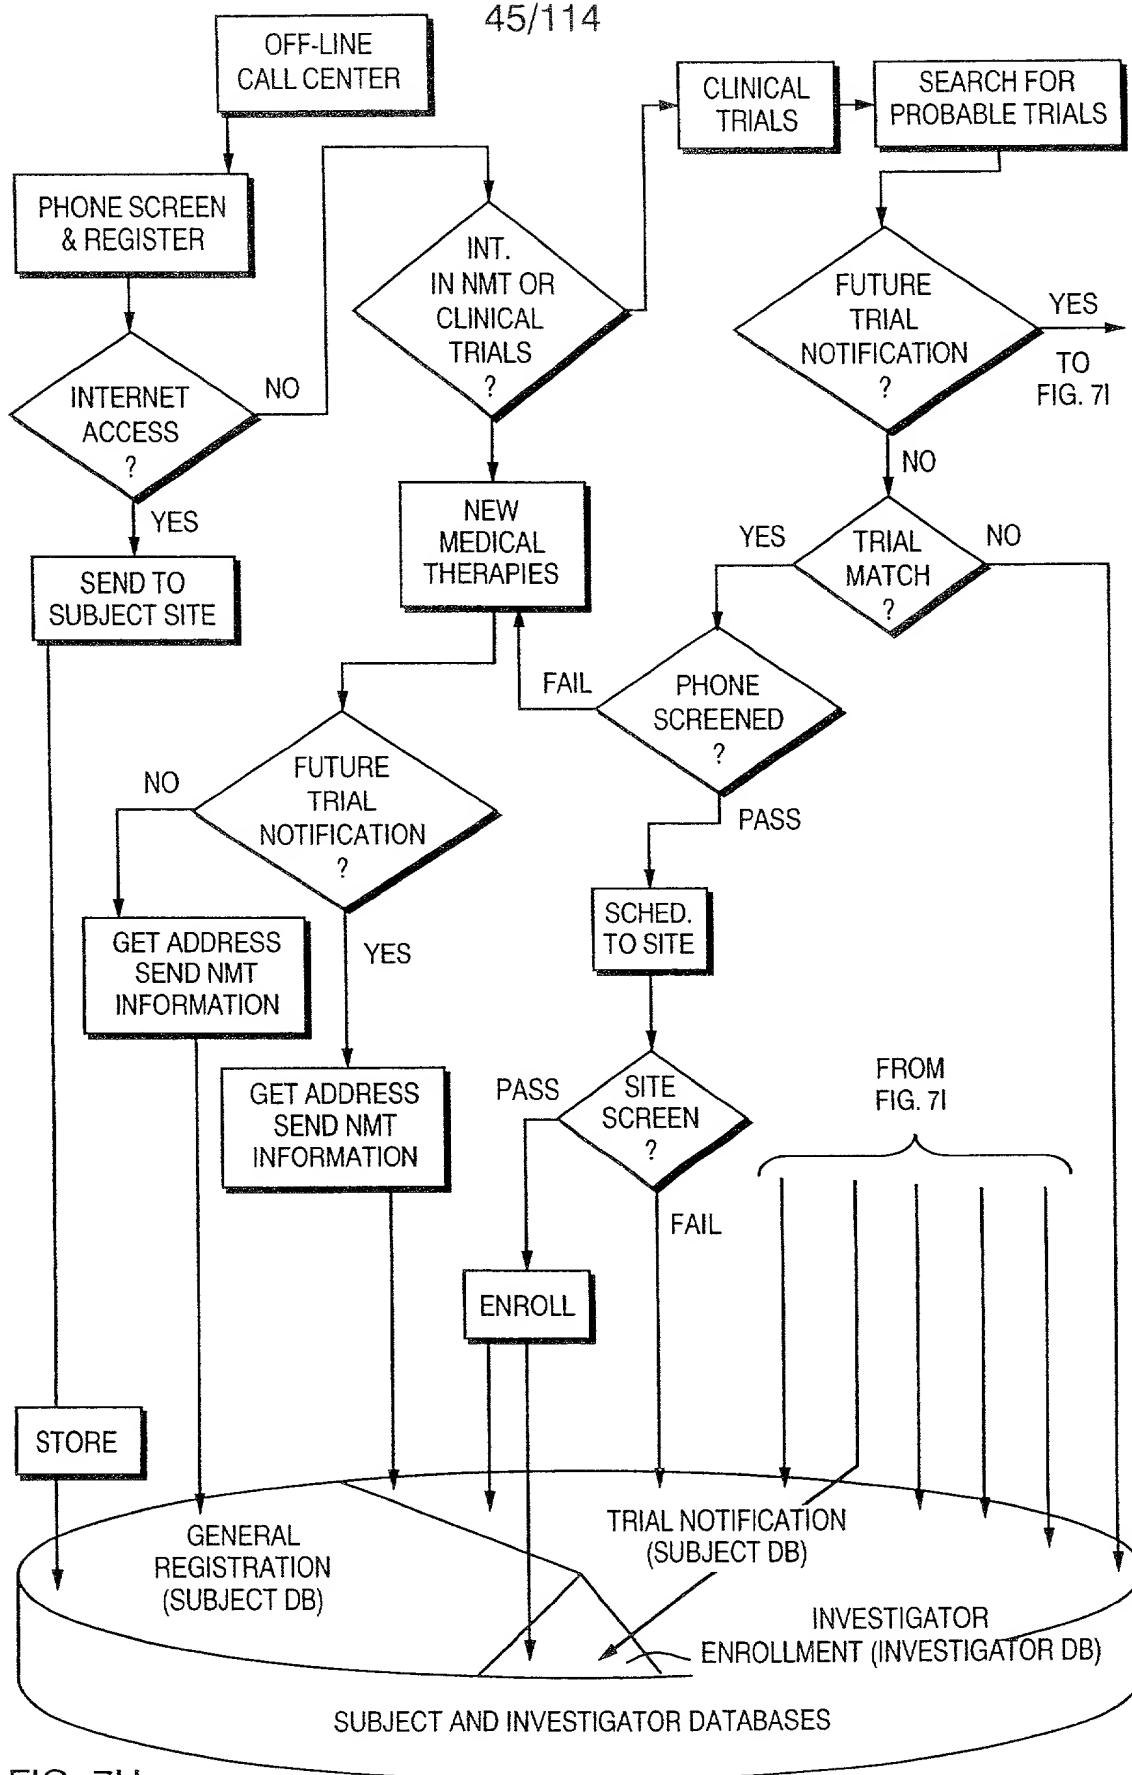 45/114
OFF-LINE
CALL CENTER
CLINICAL
TRIALS
SEARCH FOR
PROBABLE TRIALS
PHONE SCREEN
& REGISTER
INT.
IN NMT OR
CLINICAL
TRIALS
?
FUTURE
TRIAL
NOTIFICATION
?
YES
TO
FIG. 7I
INTERNET
ACCESS
?
NO
YES
NO
NEW
MEDICAL
THERAPIES
YES
TRIAL
MATCH
?
NO
SEND TO
SUBJECT SITE
FAIL
PHONE
SCREENED
?
PASS
NO
FUTURE
TRIAL
NOTIFICATION
?
YES
SCHED.
TO SITE
GET ADDRESS
SEND NMT
INFORMATION
GET ADDRESS
SEND NMT
INFORMATION
PASS
SITE
SCREEN
?
FAIL
FROM
FIG. 7I
ENROLL
STORE
GENERAL
REGISTRATION
(SUBJECT DB)
TRIAL NOTIFICATION
(SUBJECT DB)
INVESTIGATOR
ENROLLMENT (INVESTIGATOR DB)
SUBJECT AND INVESTIGATOR DATABASES